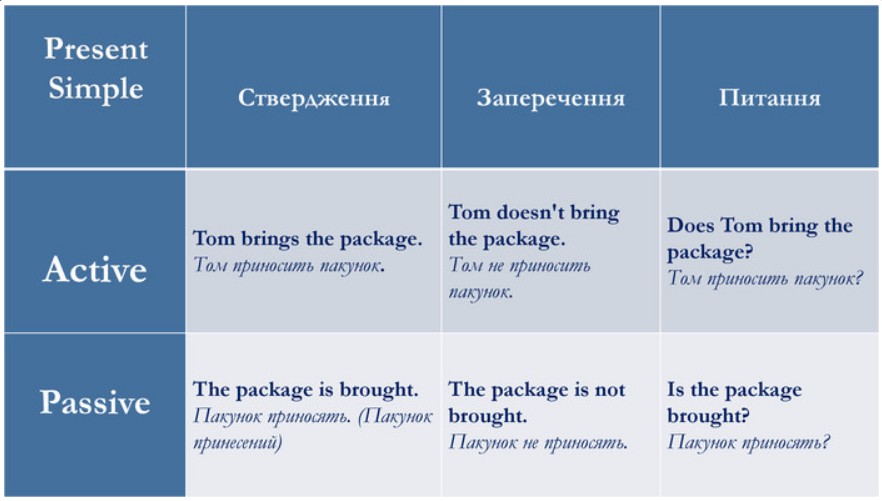 Present
Simple
Ствердження
Заперечення
Питання
Active
Tom brings the package.
Том приносить пакунок.
Tom doesn't bring
the package.
Том не приносить
пакунок.
Does Tom bring the
package?
Том приносить пакунок?
Passive
The package is brought.
Пакунок приносять. (Пакунок
принесений)
The package is not
brought.
Пакунок не приносять.
Is the package
brought?
Пакунок приносять?